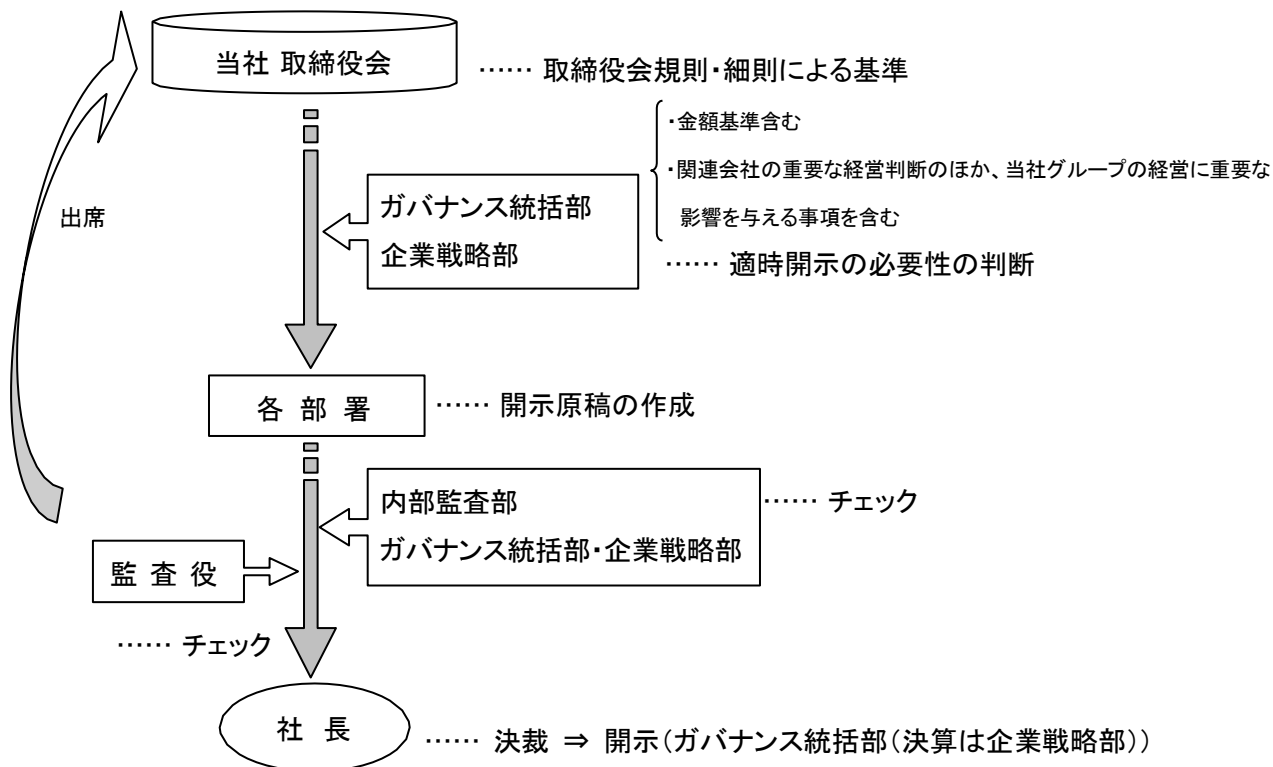 当社 取締役会
…… 取締役会規則・細則による基準
・金額基準含む
・関連会社の重要な経営判断のほか、当社グループの経営に重要な
影響を与える事項を含む
出席
ガバナンス統括部
企業戦略部
…… 適時開示の必要性の判断
各 部 署
…… 開示原稿の作成
内部監査部
…… チェック
ガバナンス統括部・企業戦略部
監 査 役
…… チェック
社 長
…… 決裁 ⇒ 開示(ガバナンス統括部(決算は企業戦略部))